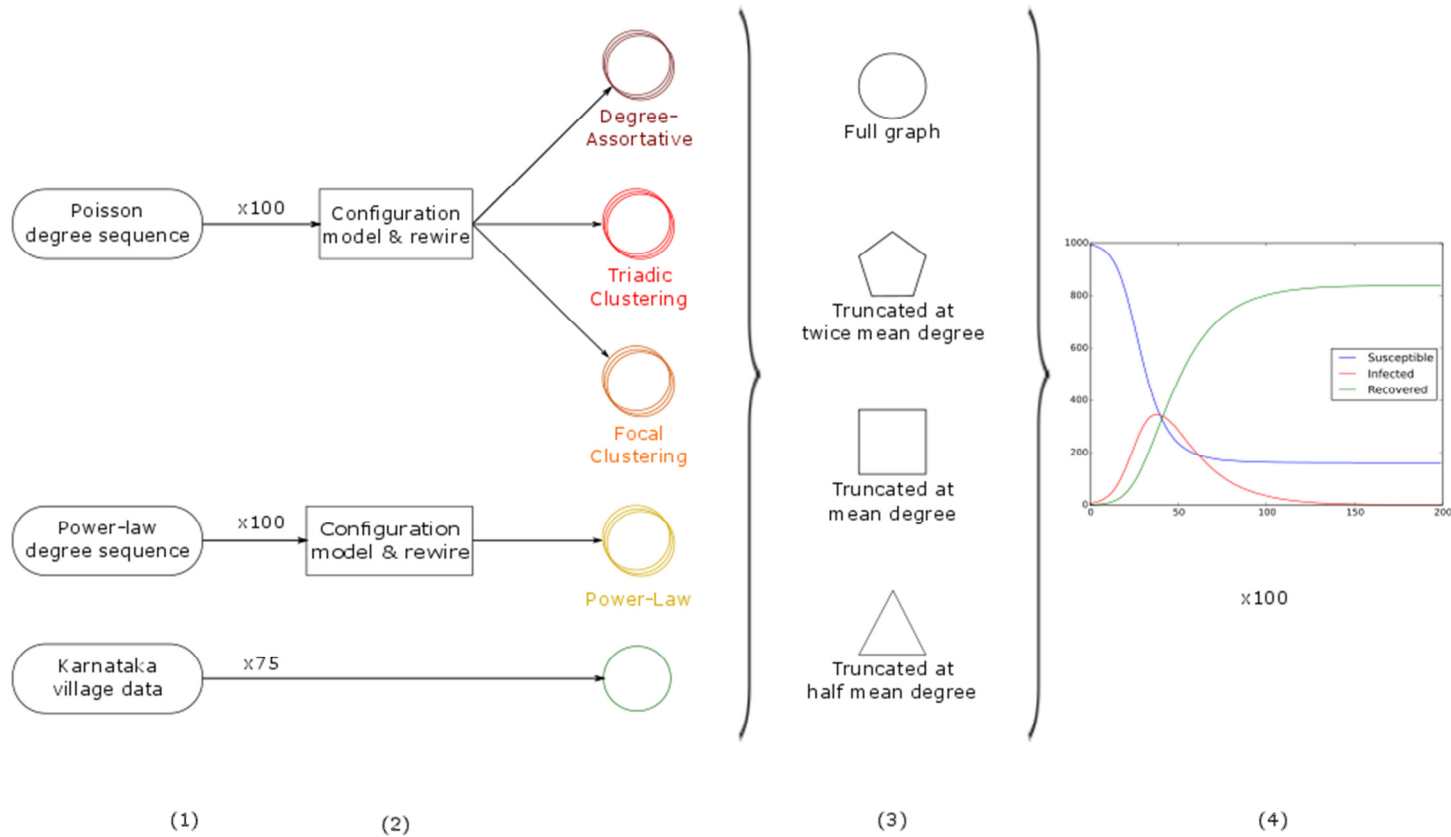 Poisson
degree sequence
x100
Configuration
model & rewire
Degree-
Assortative
Triadic
Clustering
Focal
Clustering
Power-law
degree sequence
x100
Configuration
model & rewire
Power-Law
Karnataka
village data
x75
Full graph
Truncated at
twice mean degree
Truncated at
mean degree
Truncated at
half mean degree
1000
800
600
400
200
0
0
50
100
150
200
Susceptible
Infected
Recovered
x100
(1)
(2)
(3)
(4)